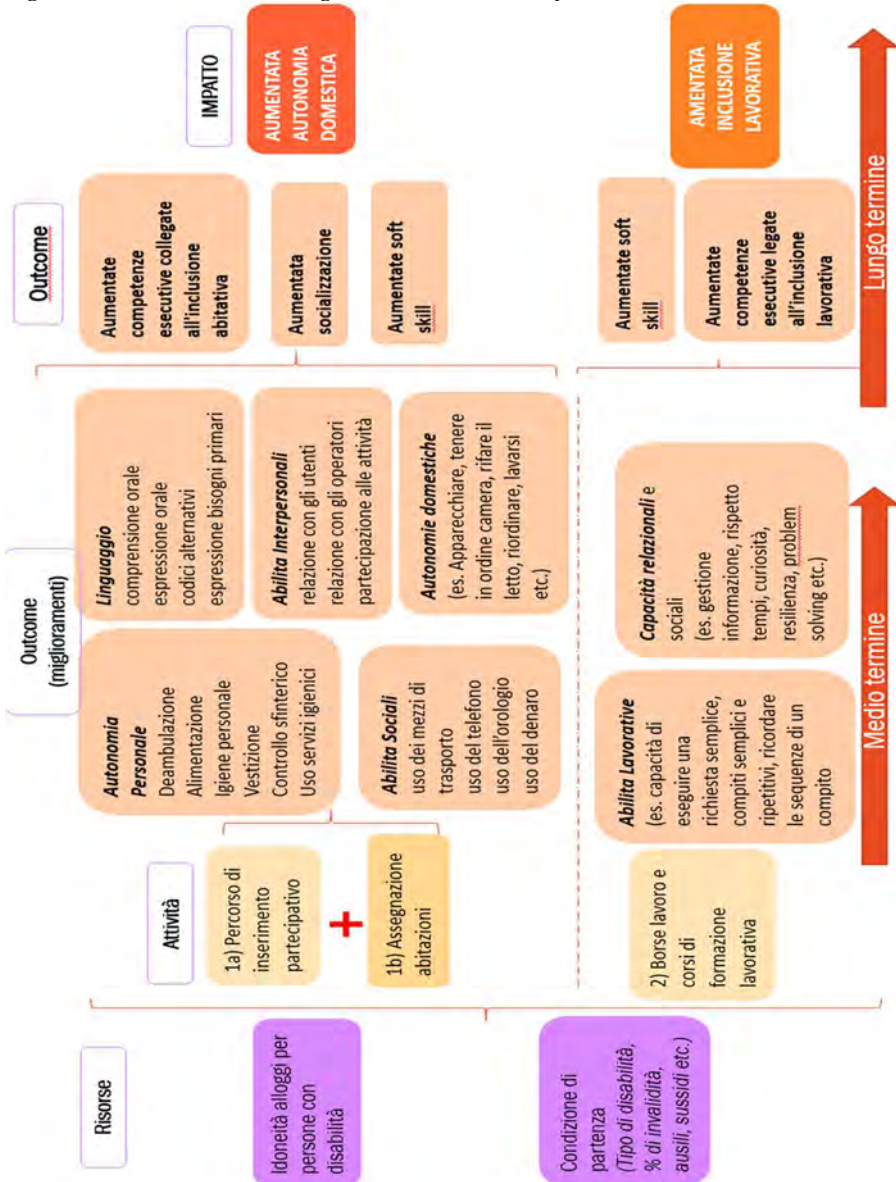 Risorse
Idoneità alloggi per
persone con
disabilità
Condizione di
partenza
(Tipo di disabilità,
% di invalidità,
ausili, sussidi etc.)
Attività
1a) Percorso di
inserimento
partecipativo
+
1b) Assegnazione
abitazioni
2) Borse lavoro e
corsi di
formazione
lavorativa
Outcome
(miglioramenti)
Autonomia
Personale
Deambulazione
Alimentazione
Igiene personale
Vestizione
Controllo sfinterico
Uso servizi igienici
Linguaggio
comprensione orale
espressione orale
codici alternativi
espressione bisogni primari
Abilita Sociali
uso dei mezzi di
trasporto
uso del telefono
uso dell'orologio
uso del denaro
Abilita Interpersonali
relazione con gli utenti
relazione con gli operatori
partecipazione alle attività
Autonomie domestiche
(es. Apparecchiare, tenere
in ordine camera, rifare il
letto, riordinare, lavarsi
etc.)
Abilita Lavorative
(es. capacità di
eseguire una
richiesta semplice,
compiti semplici e
ripetitivi, ricordare
le sequenze di un
compito
Capacità relazionali e
sociali
(es. gestione
informazione, rispetto
tempi, curiosità,
resilienza, problem
solving etc.)
Outcome
Aumentate
competenze
esecutive collegate
all'inclusione
abitativa
Aumentata
socializzazione
Aumentate soft
skill
Aumentate soft
skill
Aumentate
competenze
esecutive legate
all'inclusione
lavorativa
IMPATTO
AUMENTATA
AUTONOMIA
DOMESTICA
AMENTATA
INCLUSIONE
LAVORATIVA
Medio termine
Lungo termine